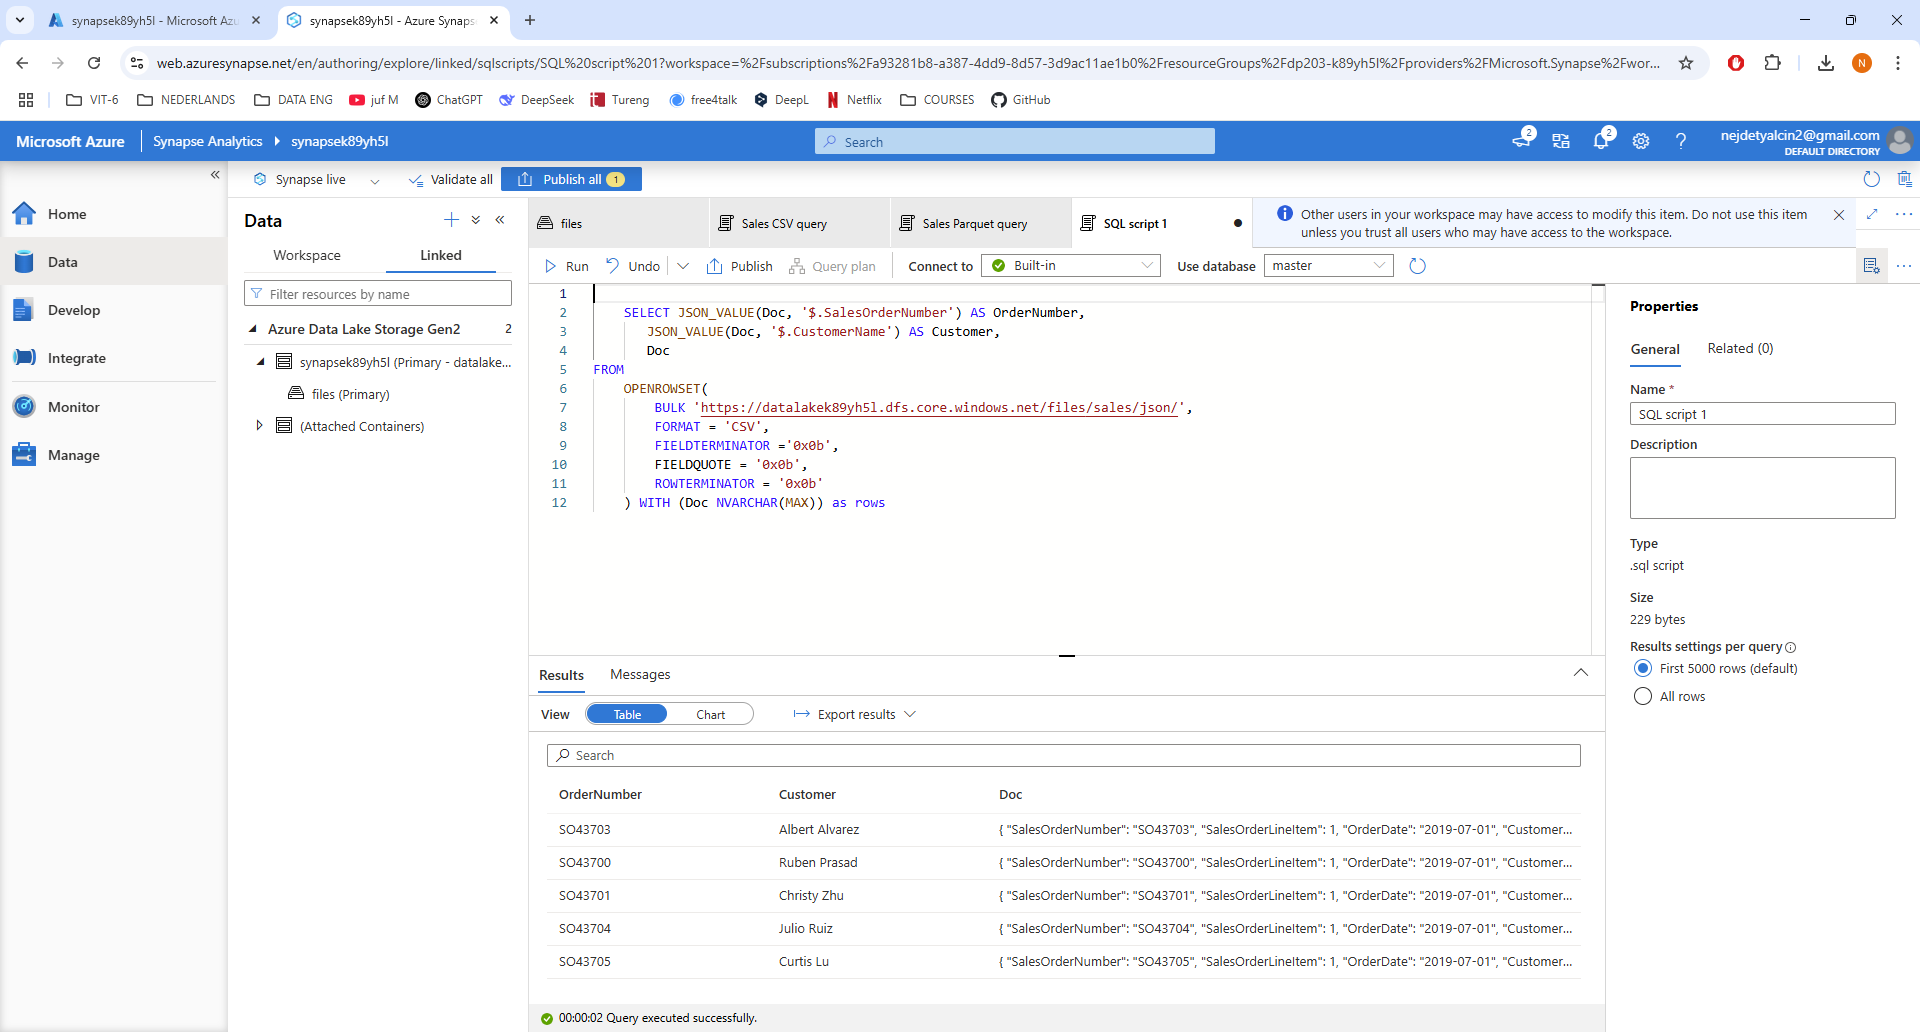 synapsek89yh5l - Microsoft Azu
synapsek89yh5l - Azure Synaps
web.azuresynapse.net/en/authoring/explore/linked/sqlscripts/SQL%20script%201?workspace=%2Fsubscriptions%2Fa93281b8-a387-4dd9-8d57-3d9ac11ae1b0%2FresourceGroups%2Fdp203-k89yh5l%2Fproviders%2FMicrosoft.Synapse%2Fwor...
N
VIT-6
NEDERLANDS
DATA ENG
juf M
ChatGPT
DeepSeek
Tureng
free4talk
DeepL
Netflix
COURSES
GitHub
Microsoft Azure
Synapse Analytics
synapsek89yh5l
Search
2
2
nejdetyalcin2@gmail.com
DEFAULT DIRECTORY
Synapse live
Validate all
Publish all 1
Home
Data
Develop
Integrate
Monitor
Manage
Data
Workspace
Linked
Filter resources by name
Azure Data Lake Storage Gen2 2
synapsek89yh5l (Primary - datalake...
files (Primary)
(Attached Containers)
files
Sales CSV query
Sales Parquet query
SQL script 1
Other users in your workspace may have access to modify this item. Do not use this item
unless you trust all users who may have access to the workspace.
Run
Undo
Publish
Query plan
Connect to
Built-in
Use database
master
1
2 SELECT JSON_VALUE(Doc, '$.SalesOrderNumber') AS OrderNumber,
3 JSON_VALUE(Doc, '$.CustomerName') AS Customer,
4 Doc
5 FROM
6 OPENROWSET(
7 BULK 'https://datalakek89yh5l.dfs.core.windows.net/files/sales/json/',
8 FORMAT = 'CSV',
9 FIELDTERMINATOR ='0x0b',
10 FIELDQUOTE = '0x0b',
11 ROWTERMINATOR = '0x0b'
12 ) WITH (Doc NVARCHAR(MAX)) as rows
Properties
General
Related (0)
Name *
SQL script 1
Description
Type
.sql script
Size
229 bytes
Results settings per query
First 5000 rows (default)
All rows
Results
Messages
View
Table
Chart
Export results
Search
OrderNumber Customer Doc
SO43703 Albert Alvarez { "SalesOrderNumber": "SO43703", "SalesOrderLineItem": 1, "OrderDate": "2019-07-01", "Customer...
SO43700 Ruben Prasad { "SalesOrderNumber": "SO43700", "SalesOrderLineItem": 1, "OrderDate": "2019-07-01", "Customer...
SO43701 Christy Zhu { "SalesOrderNumber": "SO43701", "SalesOrderLineItem": 1, "OrderDate": "2019-07-01", "Customer...
SO43704 Julio Ruiz { "SalesOrderNumber": "SO43704", "SalesOrderLineItem": 1, "OrderDate": "2019-07-01", "Customer...
SO43705 Curtis Lu { "SalesOrderNumber": "SO43705", "SalesOrderLineItem": 1, "OrderDate": "2019-07-01", "Customer...
00:00:02 Query executed successfully.